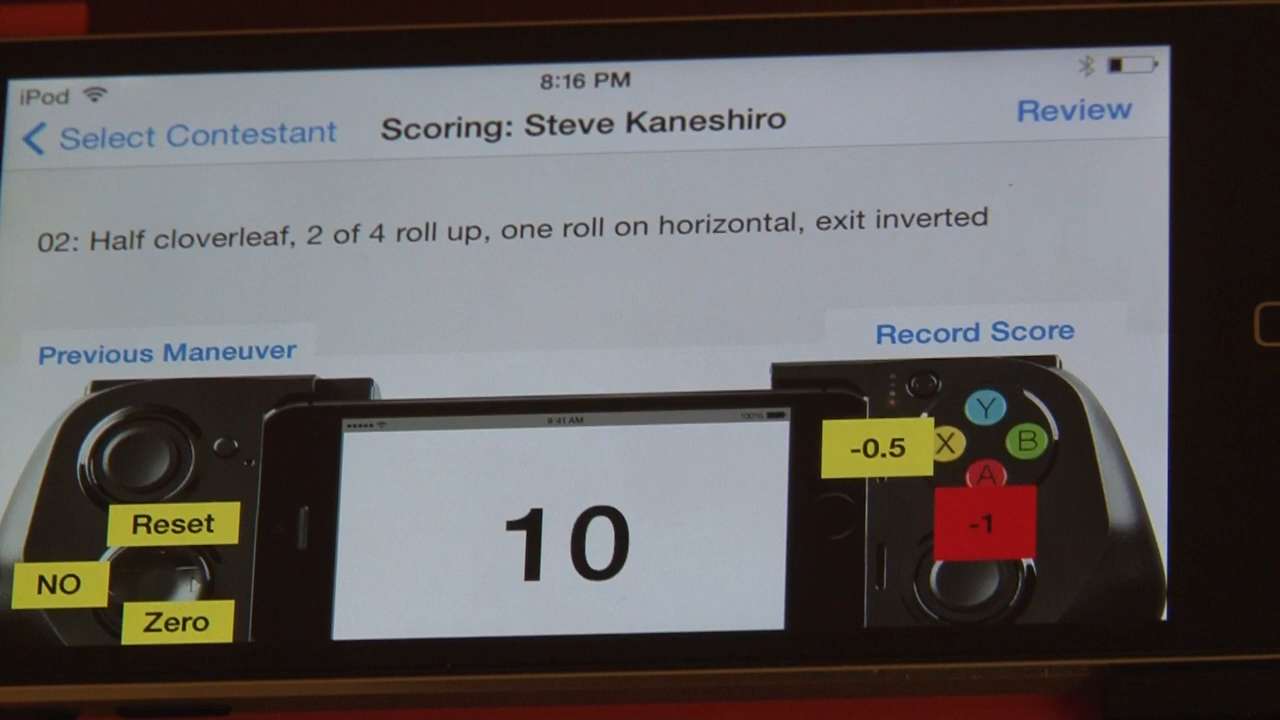 iPod
8:16 PM
Select Contestant
Scoring: Steve Kaneshiro
Review
02: Half cloverleaf, 2 of 4 roll up, one roll on horizontal, exit inverted
Previous Maneuver
Record Score
9:41 AM
100%
Y
-0.5
X
B
A
10
Reset
-1
NO
Zero